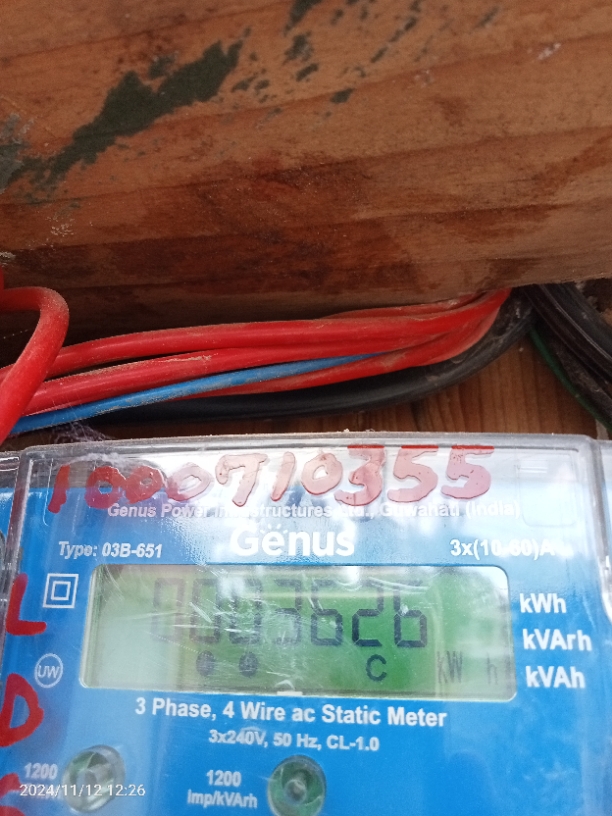 1000710355
Genus Power Infrastructures Ltd., Guwahati (India)
Type: 03B-651
Genus
3x(10-60)A
L
0003626
kWh
kVArh
kVAh
C
kW h
UW
D
3 Phase, 4 Wire ac Static Meter
3x240V, 50 Hz, CL-1.0
1200
1200
imp/kVArh
2024/11/12 12:26